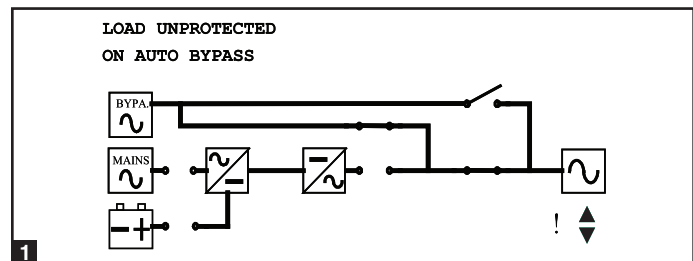 LOAD UNPROTECTED
ON AUTO BYPASS
BYPA.
MAINS
!
1